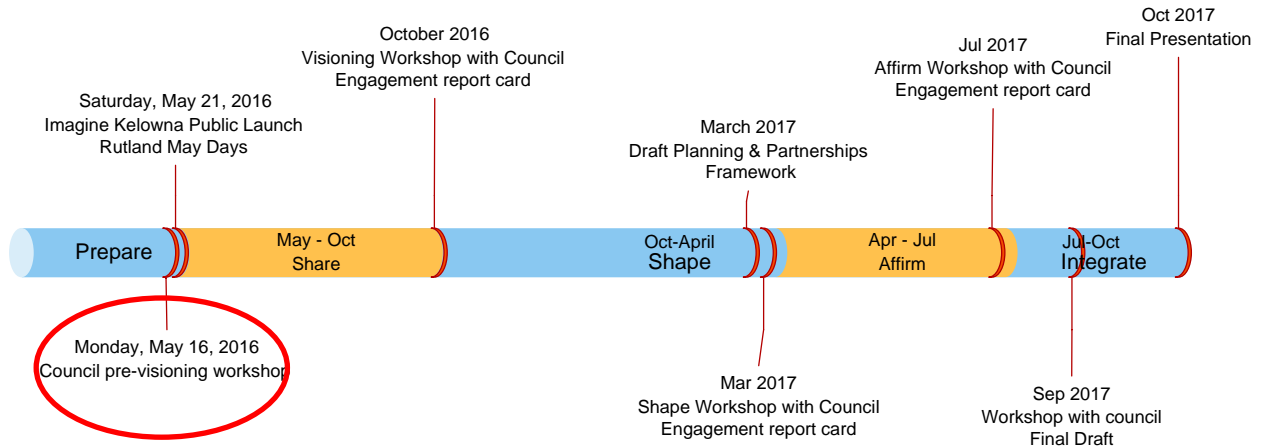 Oct 2017
Final Presentation
October 2016
Visioning Workshop with Council
Engagement report card
Jul 2017
Affirm Workshop with Council
Engagement report card
Saturday, May 21, 2016
Imagine Kelowna Public Launch
Rutland May Days
March 2017
Draft Planning & Partnerships
Framework
Prepare
May - Oct
Share
Oct-April
Shape
Apr - Jul
Affirm
Jul-Oct
Integrate
Monday, May 16, 2016
Council pre-visioning workshop
Mar 2017
Shape Workshop with Council
Engagement report card
Sep 2017
Workshop with council
Final Draft